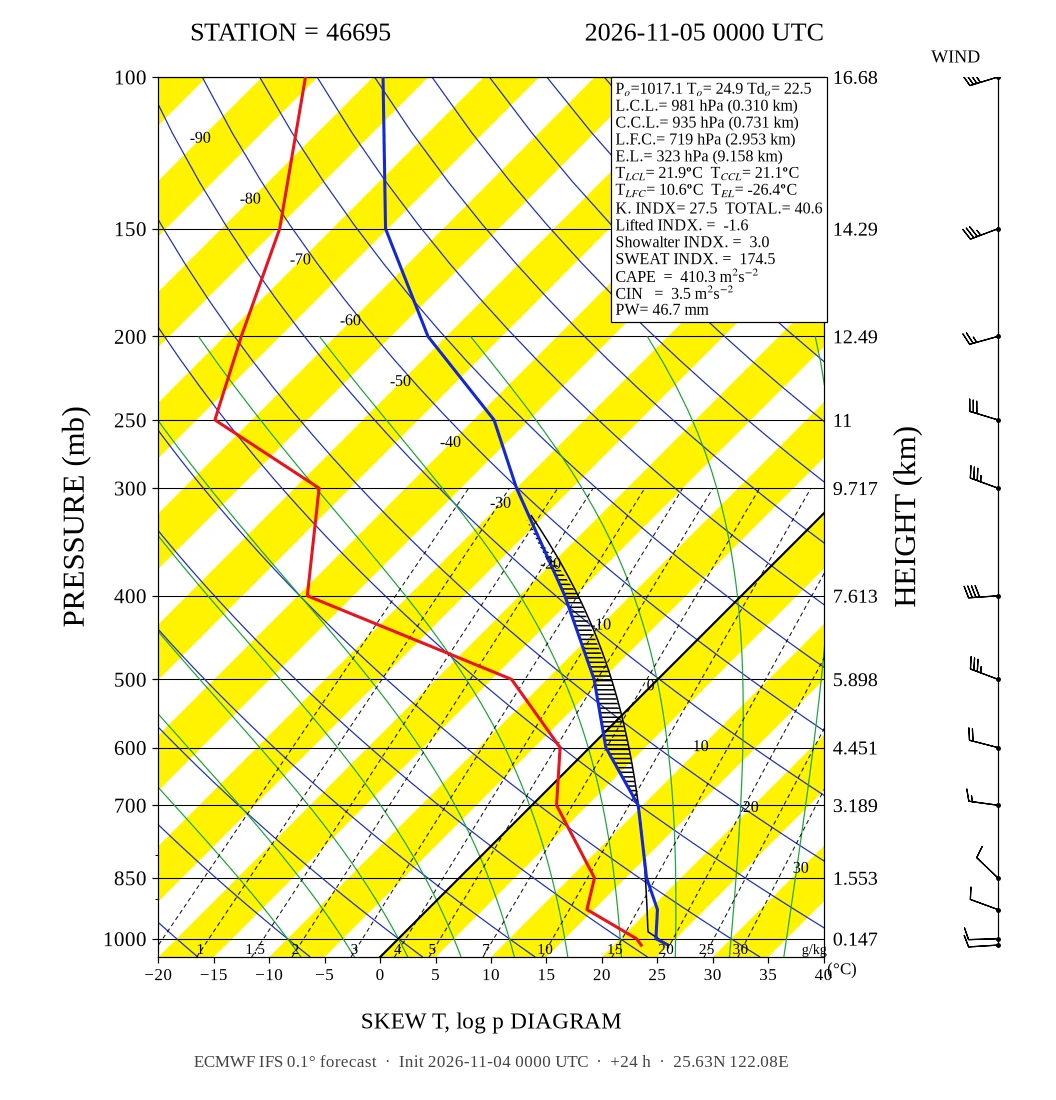 STATION = 46695
2026-11-05 0000 UTC
WIND
Pₒ=1017.1 Tₒ= 24.9 Tdₒ= 22.5
L.C.L.= 981 hPa (0.310 km)
C.C.L.= 935 hPa (0.731 km)
L.F.C.= 719 hPa (2.953 km)
E.L.= 323 hPa (9.158 km)
T_LCL= 21.9°C T_CCL= 21.1°C
T_LFC= 10.6°C T_EL= -26.4°C
K. INDX= 27.5 TOTAL.= 40.6
Lifted INDX. = -1.6
Showalter INDX. = 3.0
SWEAT INDX. = 174.5
CAPE = 410.3 m²s⁻²
CIN = 3.5 m²s⁻²
PW= 46.7 mm
PRESSURE (mb)
100
150
200
250
300
400
500
600
700
850
1000
HEIGHT (km)
16.68
14.29
12.49
11
9.717
7.613
5.898
4.451
3.189
1.553
0.147
-90
-80
-70
-60
-50
-40
-30
-10
0
10
20
30
1 1.5 2 3 4 5 7 10 15 20 25 30 g/kg
−20 −15 −10 −5 0 5 10 15 20 25 30 35 40 (°C)
SKEW T, log p DIAGRAM
ECMWF IFS 0.1° forecast · Init 2026-11-04 0000 UTC · +24 h · 25.63N 122.08E